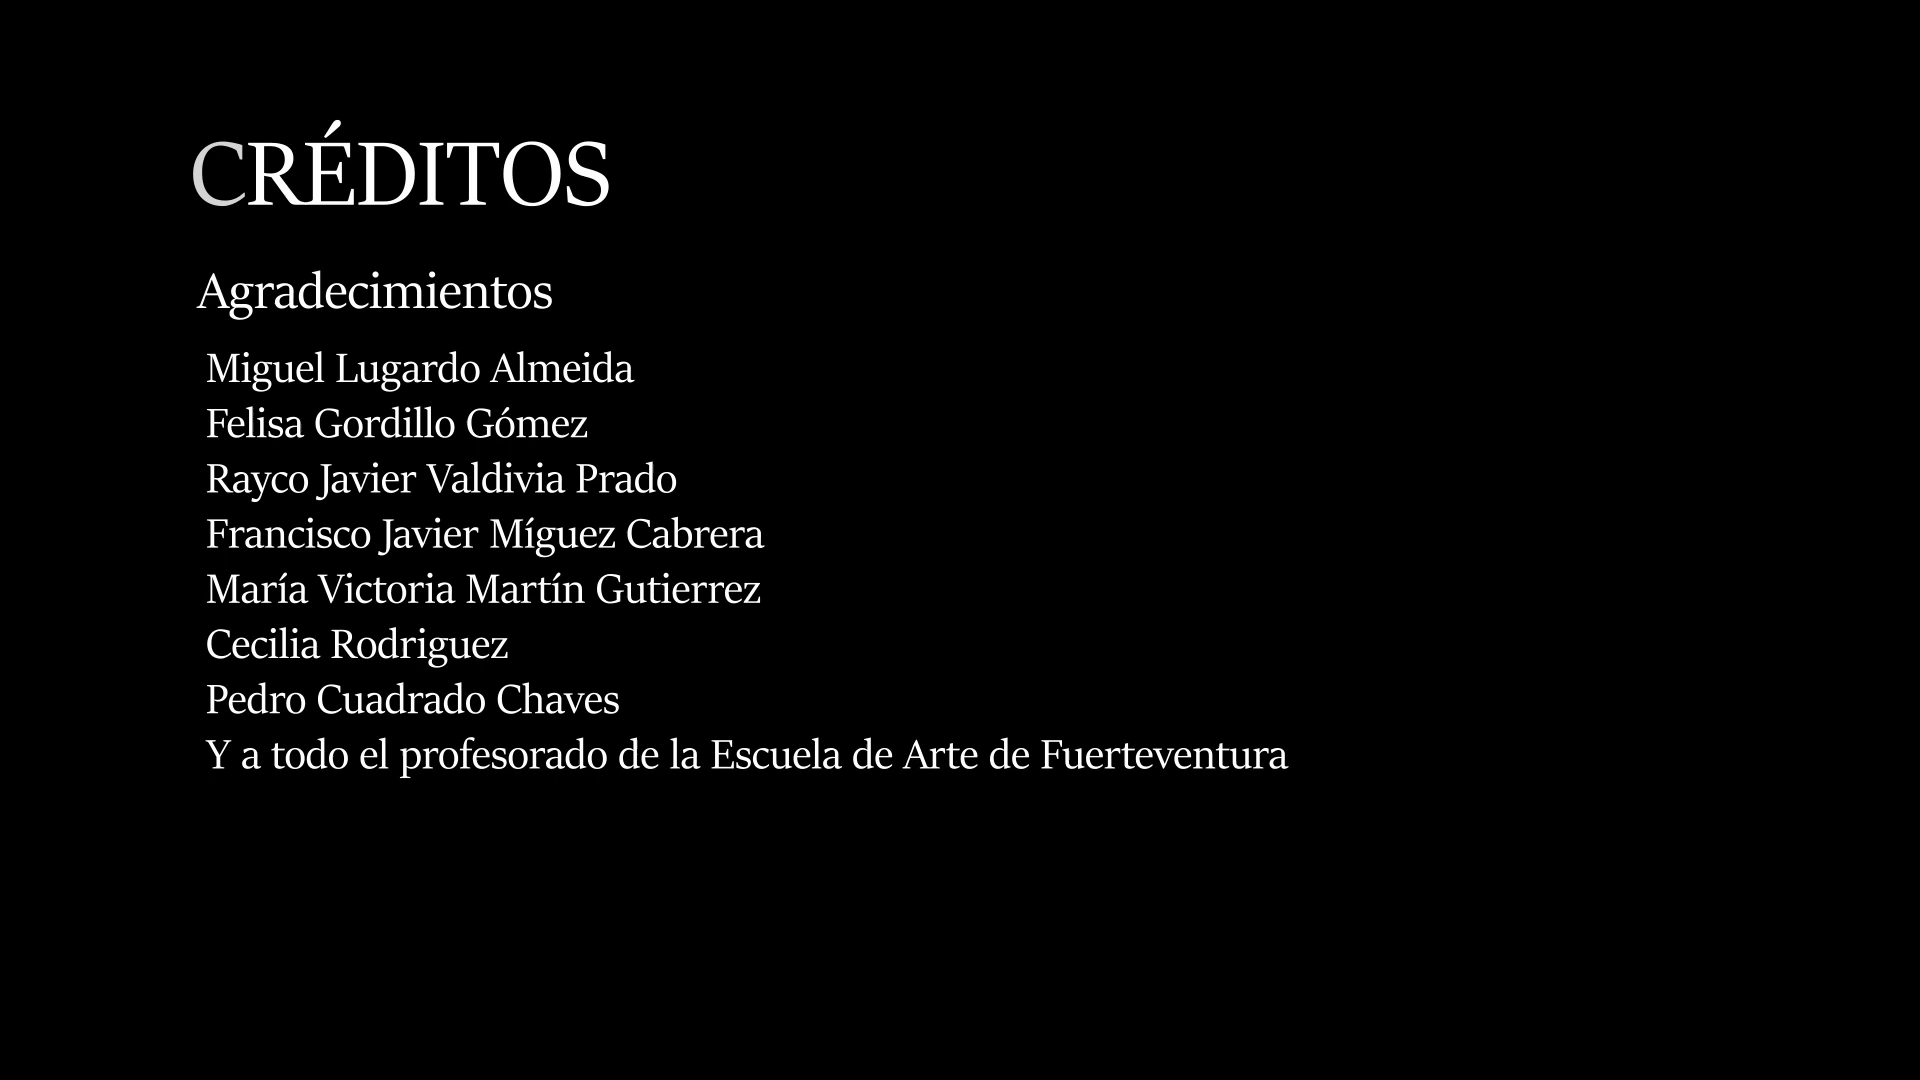 CRÉDITOS
Agradecimientos
Miguel Lugardo Almeida
Felisa Gordillo Gómez
Rayco Javier Valdivia Prado
Francisco Javier Míguez Cabrera
María Victoria Martín Gutierrez
Cecilia Rodriguez
Pedro Cuadrado Chaves
Y a todo el profesorado de la Escuela de Arte de Fuerteventura